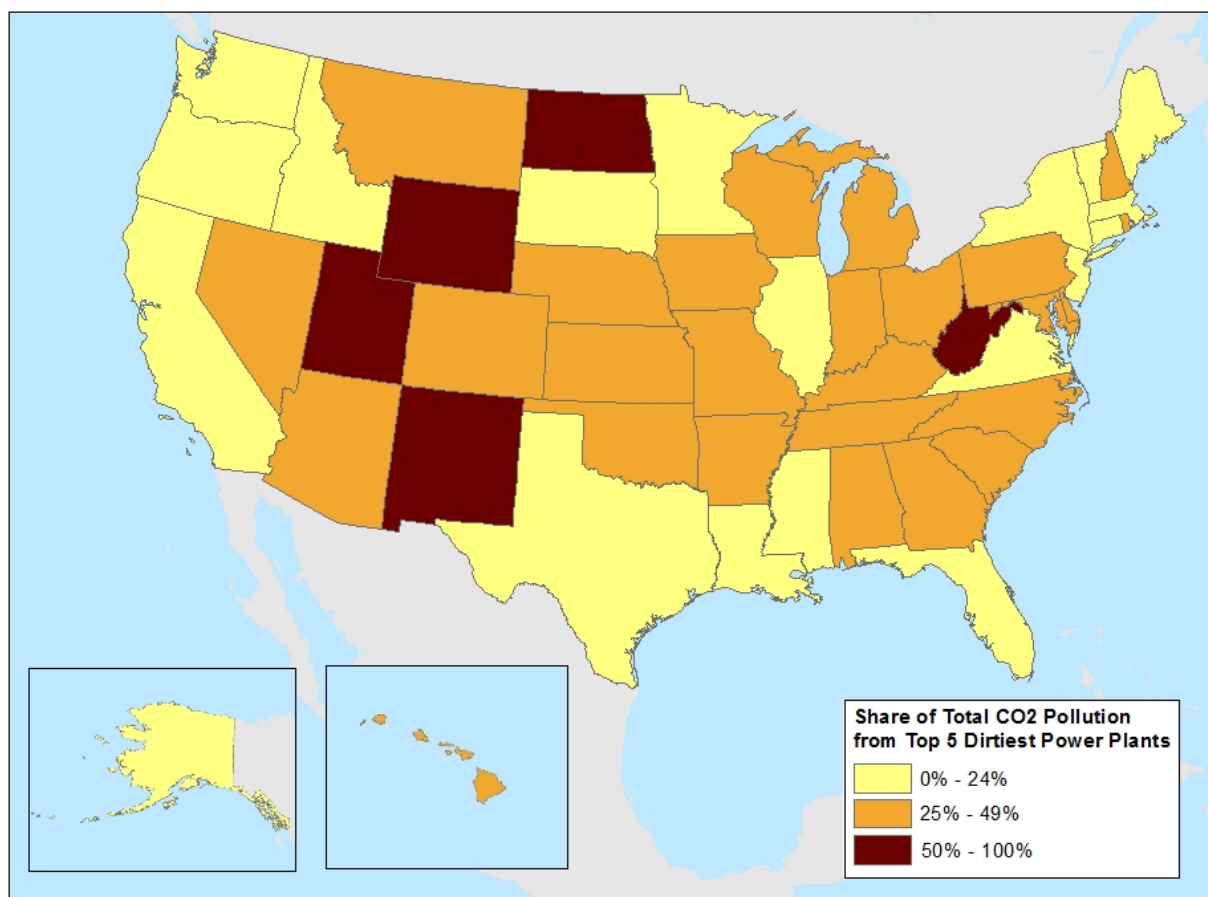 Share of Total CO2 Pollution
from Top 5 Dirtiest Power Plants
0% - 24%
25% - 49%
50% - 100%